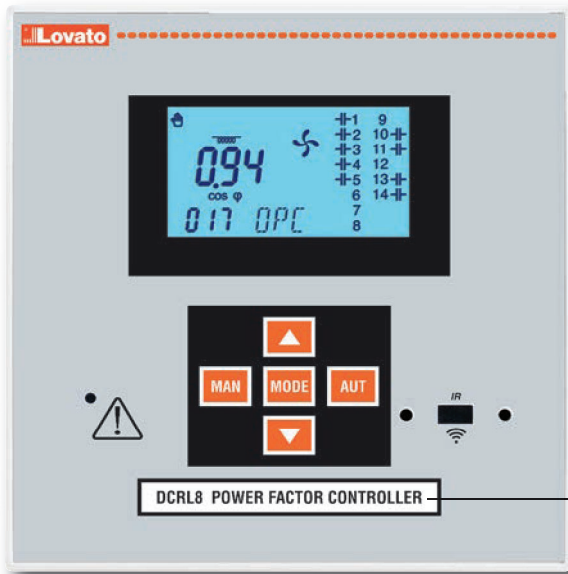 Lovato
1 9
2 10
3 11
0.94
4 12
5 13
cos φ
6 14
017 OPC
7
8
MAN MODE AUT
IR
DCRL8 POWER FACTOR CONTROLLER